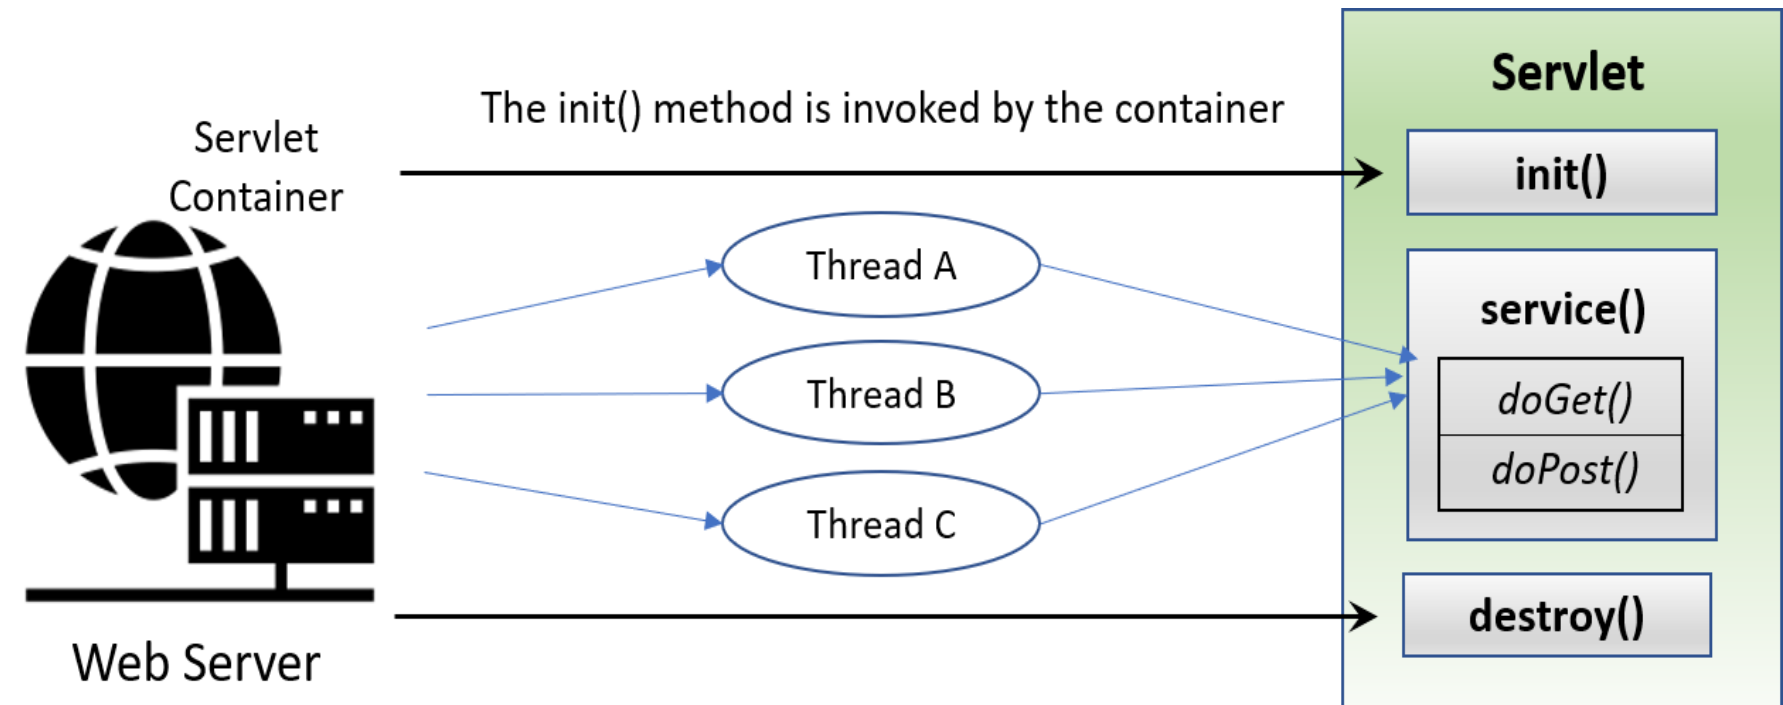 Servlet
Container
Web Server
The init() method is invoked by the container
Thread A
Thread B
Thread C
Servlet
init()
service()
doGet()
doPost()
destroy()